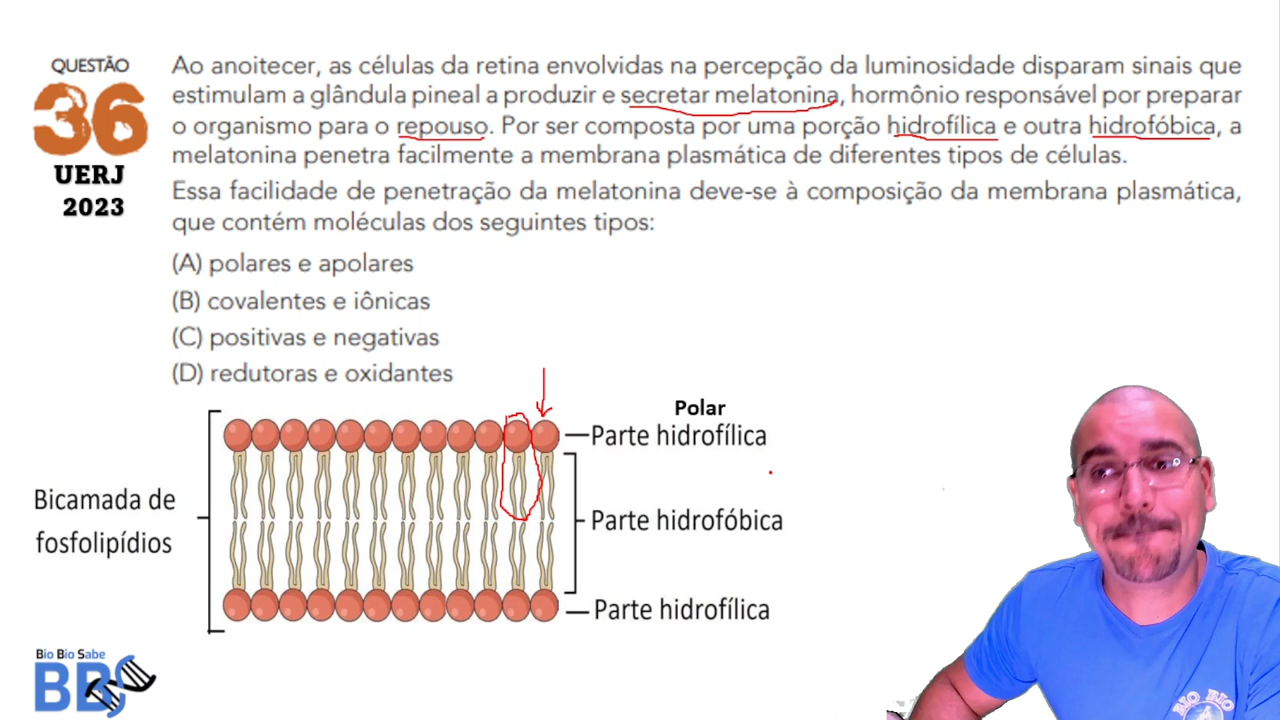 QUESTÃO
36
UERJ
2023
Ao anoitecer, as células da retina envolvidas na percepção da luminosidade disparam sinais que
estimulam a glândula pineal a produzir e secretar melatonina, hormônio responsável por preparar
o organismo para o repouso. Por ser composta por uma porção hidrofílica e outra hidrofóbica, a
melatonina penetra facilmente a membrana plasmática de diferentes tipos de células.
Essa facilidade de penetração da melatonina deve-se à composição da membrana plasmática,
que contém moléculas dos seguintes tipos:
(A) polares e apolares
(B) covalentes e iônicas
(C) positivas e negativas
(D) redutoras e oxidantes
Polar
Parte hidrofílica
Bicamada de
fosfolipídios
Parte hidrofóbica
Parte hidrofílica
Bio Bio Sabe
BBS
BIO BIO